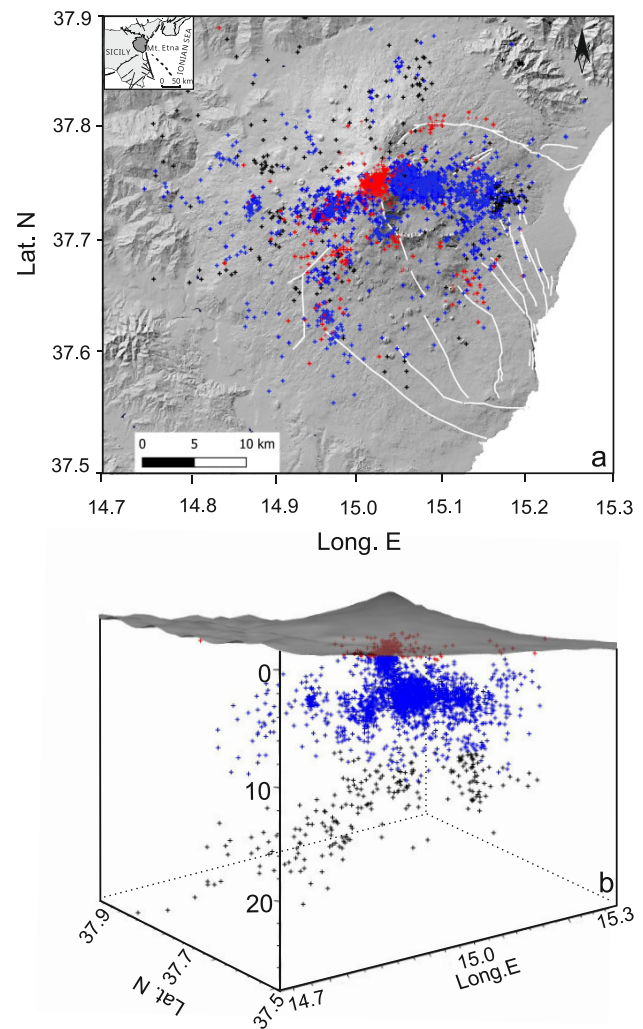 37.9
SICILY
Mt. Etna
IONIAN SEA
0 50 km
37.8
Lat. N
37.7
37.6
0 5 10 km
37.5
a
14.7 14.8 14.9 15.0 15.1 15.2 15.3
Long. E
0
10
20
b
37.9
37.7
37.5
Lat. N
14.7
15.0
15.3
Long.E